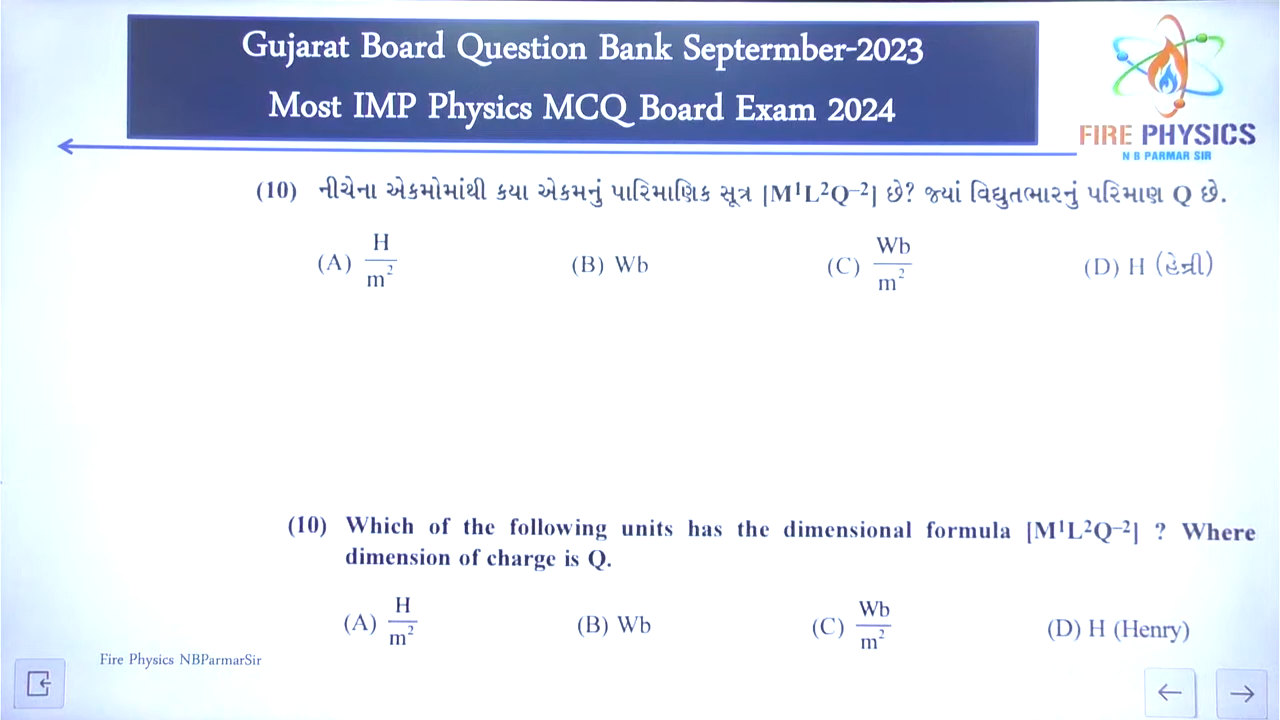 Gujarat Board Question Bank Septermber-2023
Most IMP Physics MCQ Board Exam 2024
FIRE PHYSICS
N B PARMAR SIR
(10) નીચેના એકમોમાંથી કયા એકમનું પારિમાણિક સૂત્ર [M¹L²Q⁻²] છે? જ્યાં વિદ્યુતભારનું પરિમાણ Q છે.
(A) H/m² (B) Wb (C) Wb/m² (D) H (હેન્રી)
(10) Which of the following units has the dimensional formula [M¹L²Q⁻²] ? Where
dimension of charge is Q.
(A) H/m² (B) Wb (C) Wb/m² (D) H (Henry)
Fire Physics NBParmarSir